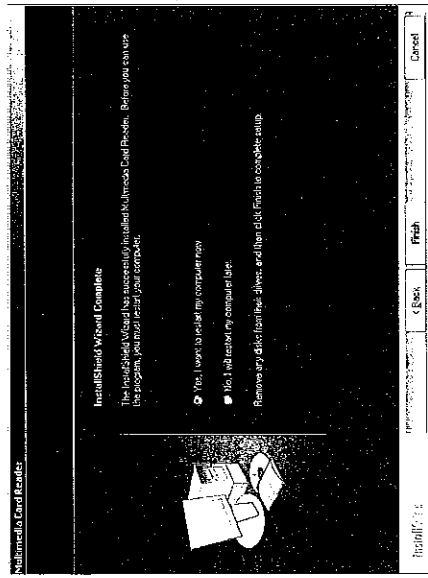 Multimedia Card Reader
InstallShield Wizard Complete
The InstallShield Wizard has successfully installed Multimedia Card Reader. Before you can use
the program, you must restart your computer.
Yes, I want to restart my computer now.
No, I will restart my computer later.
Remove any disks from their drives, and then click Finish to complete setup.
InstallShield
< Back
Finish
Cancel